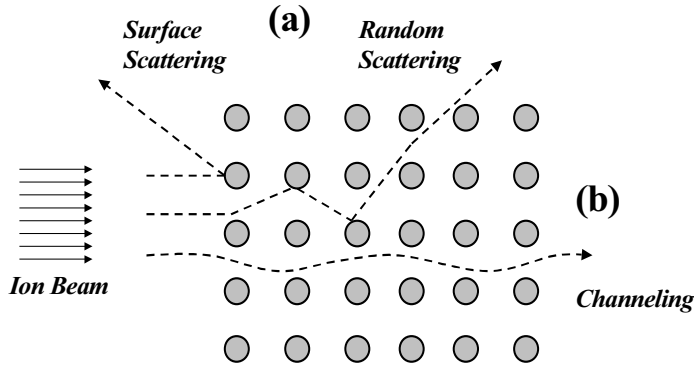 (a)
Surface
Scattering
Random
Scattering
(b)
Ion Beam
Channeling